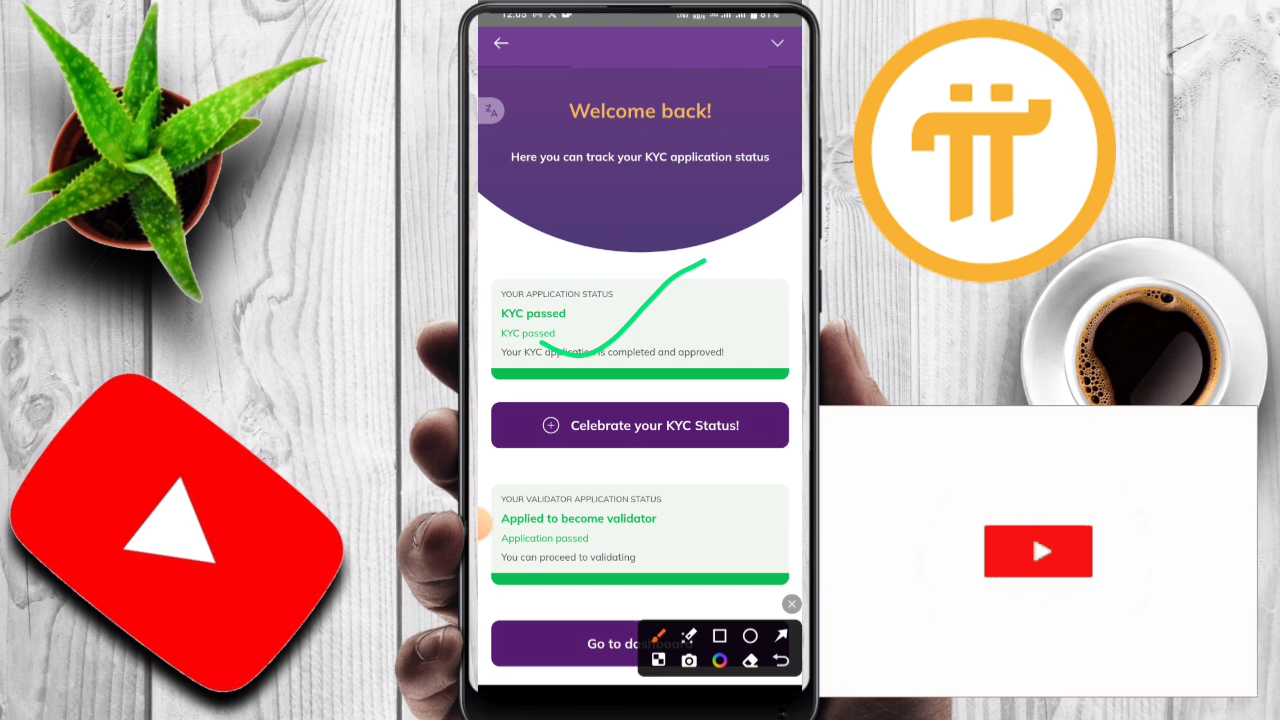 Welcome back!
Here you can track your KYC application status
YOUR APPLICATION STATUS
KYC passed
KYC passed
Your KYC application is completed and approved!
Celebrate your KYC Status!
YOUR VALIDATOR APPLICATION STATUS
Applied to become validator
Application passed
You can proceed to validating
Go to dashboard